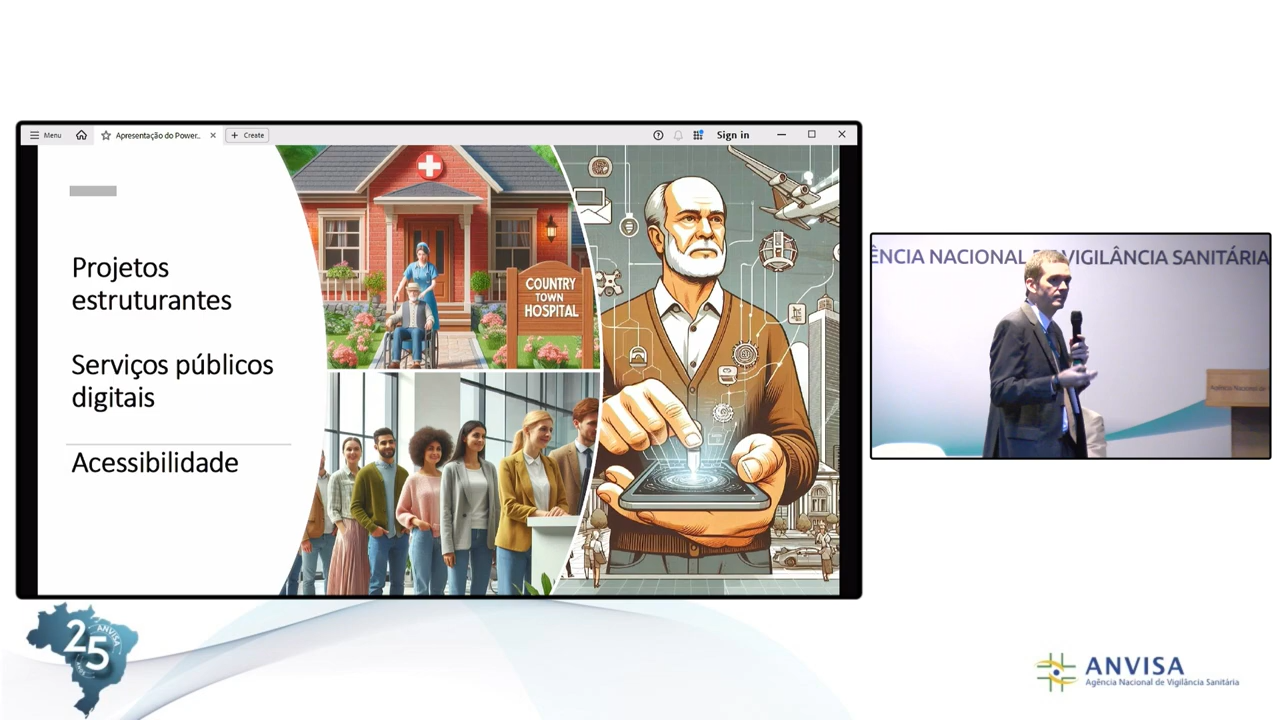 Menu
Apresentação do Power...
Create
Sign in
Projetos
estruturantes
Serviços públicos
digitais
Acessibilidade
COUNTRY
TOWN
HOSPITAL
ÊNCIA NACIONAL DE VIGILÂNCIA SANITÁRIA
25
ANVISA
ANVISA
Agência Nacional de Vigilância Sanitária